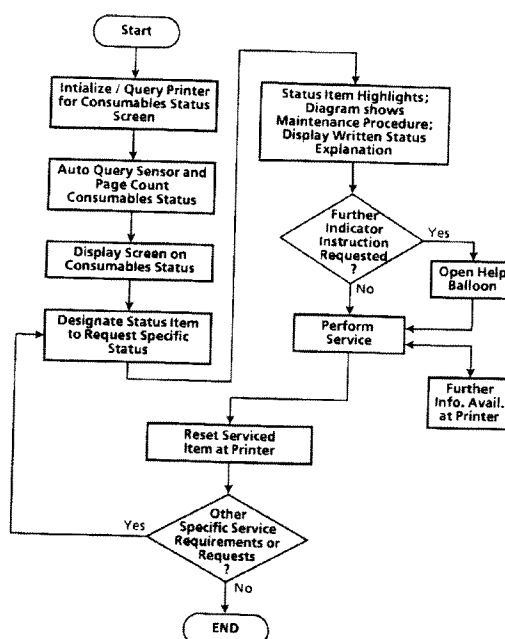 Start
Intialize / Query Printer
for Consumables Status
Screen
Auto Query Sensor and
Page Count
Consumables Status
Display Screen on
Consumables Status
Designate Status Item
to Request Specific
Status
Status Item Highlights;
Diagram shows
Maintenance Procedure;
Display Written Status
Explanation
Further
Indicator
Instruction
Requested
?
Yes
No
Open Help
Balloon
Perform
Service
Further
Info. Avail.
at Printer
Reset Serviced
Item at Printer
Other
Specific Service
Requirements or
Requests
?
Yes
No
END